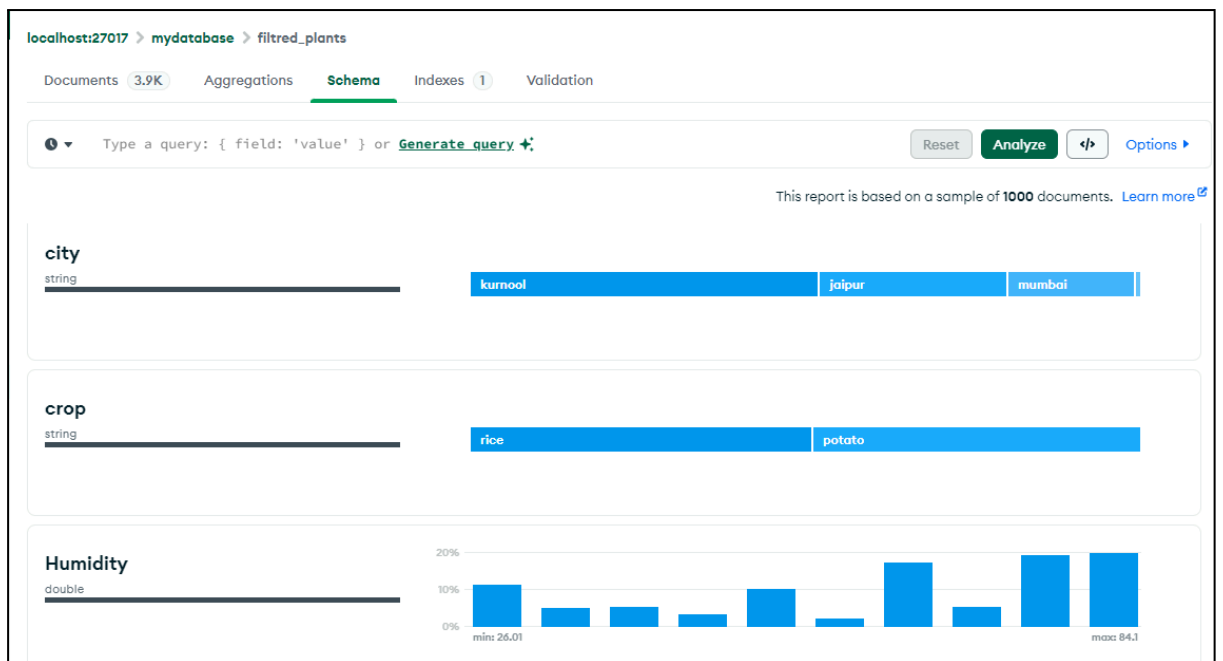 localhost:27017 > mydatabase > filtred_plants
Documents 3.9K Aggregations Schema Indexes 1 Validation
Type a query: { field: 'value' } or Generate query Reset Analyze </> Options
This report is based on a sample of 1000 documents. Learn more
city
string
kurnool jaipur mumbai
crop
string
rice potato
Humidity
double
20%
10%
0%
min: 26.01 max: 84.1